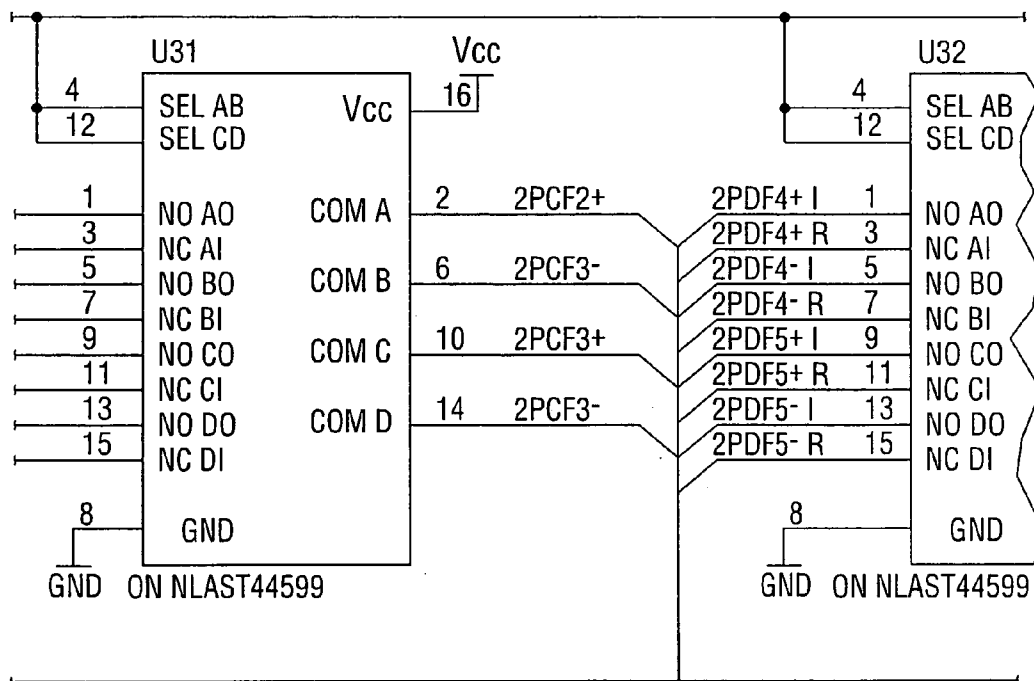 U31
Vcc
U32
4 SEL AB
12 SEL CD
Vcc 16
1 NO AO
3 NC AI
5 NO BO
7 NC BI
9 NO CO
11 NC CI
13 NO DO
15 NC DI
8 GND
GND
COM A 2 2PCF2+
COM B 6 2PCF3-
COM C 10 2PCF3+
COM D 14 2PCF3-
ON NLAST44599
4 SEL AB
12 SEL CD
2PDF4+ I 1 NO AO
2PDF4+ R 3 NC AI
2PDF4- I 5 NO BO
2PDF4- R 7 NC BI
2PDF5+ I 9 NO CO
2PDF5+ R 11 NC CI
2PDF5- I 13 NO DO
2PDF5- R 15 NC DI
8 GND
GND
ON NLAST44599